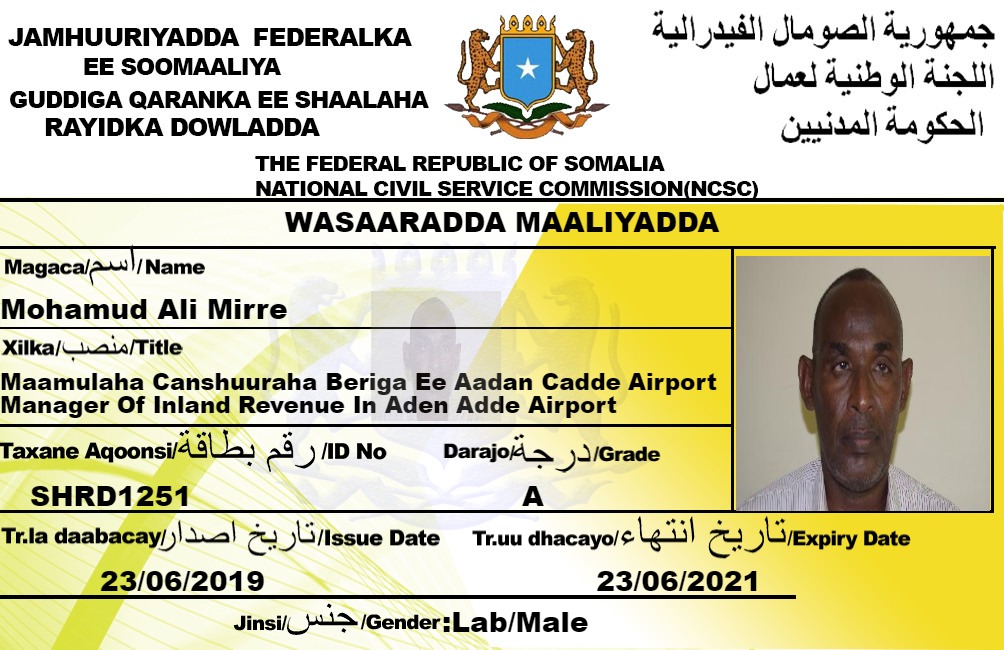 JAMHUURIYADDA FEDERALKA
EE SOOMAALIYA
GUDDIGA QARANKA EE SHAALAHA
RAYIDKA DOWLADDA
جمهورية الصومال الفيدرالية
اللجنة الوطنية لعمال
الحكومة المدنيين
THE FEDERAL REPUBLIC OF SOMALIA
NATIONAL CIVIL SERVICE COMMISSION(NCSC)
WASAARADDA MAALIYADDA
Magaca/اسم/Name
Mohamud Ali Mirre
Xilka/منصب/Title
Maamulaha Canshuuraha Beriga Ee Aadan Cadde Airport
Manager Of Inland Revenue In Aden Adde Airport
Taxane Aqoonsi/رقم بطاقة/ID No
SHRD1251
Darajo/درجة/Grade
A
Tr.la daabacay/تاريخ اصدار/Issue Date
23/06/2019
Tr.uu dhacayo/تاريخ انتهاء/Expiry Date
23/06/2021
Jinsi/جنس/Gender:Lab/Male